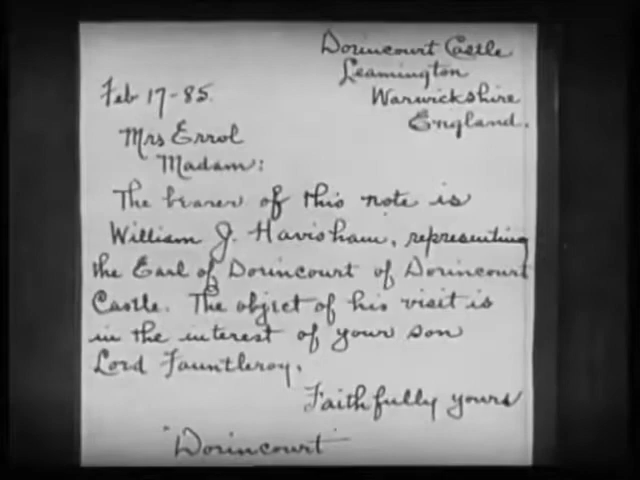 Dorincourt Castle
Leamington
Warwickshire
England.
Feb 17-85.
Mrs Errol
Madam:
The bearer of this note is
William J. Havisham, representing
the Earl of Dorincourt of Dorincourt
Castle. The object of his visit is
in the interest of your son
Lord Fauntleroy.
Faithfully yours
"Dorincourt"